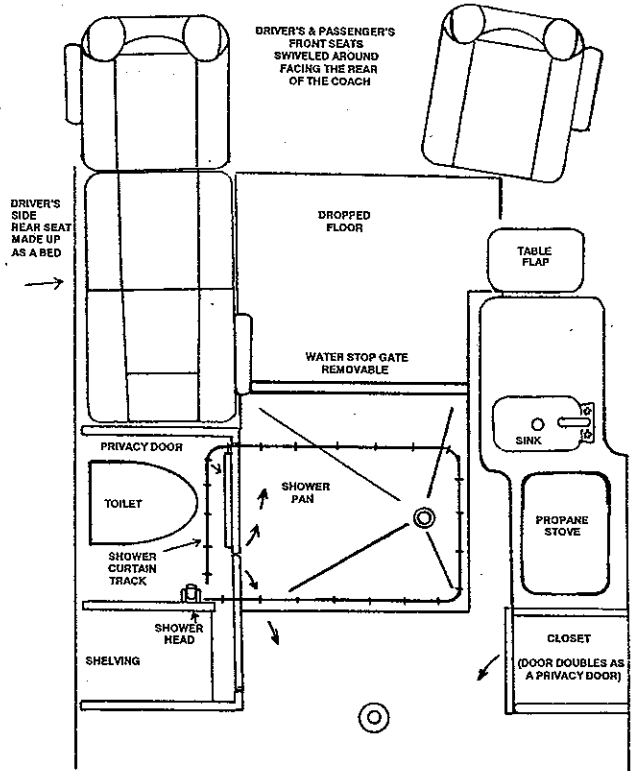 DRIVER'S & PASSENGER'S
FRONT SEATS
SWIVELED AROUND
FACING THE REAR
OF THE COACH
DRIVER'S
SIDE
REAR SEAT
MADE UP
AS A BED
DROPPED
FLOOR
TABLE
FLAP
WATER STOP GATE
REMOVABLE
SINK
PRIVACY DOOR
TOILET
SHOWER
PAN
PROPANE
STOVE
SHOWER
CURTAIN
TRACK
SHOWER
HEAD
SHELVING
CLOSET
(DOOR DOUBLES AS
A PRIVACY DOOR)